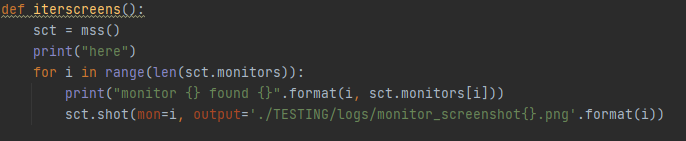 def iterscreens():
    sct = mss()
    print("here")
    for i in range(len(sct.monitors)):
        print("monitor {} found {}".format(i, sct.monitors[i]))
        sct.shot(mon=i, output='./TESTING/logs/monitor_screenshot{}.png'.format(i))